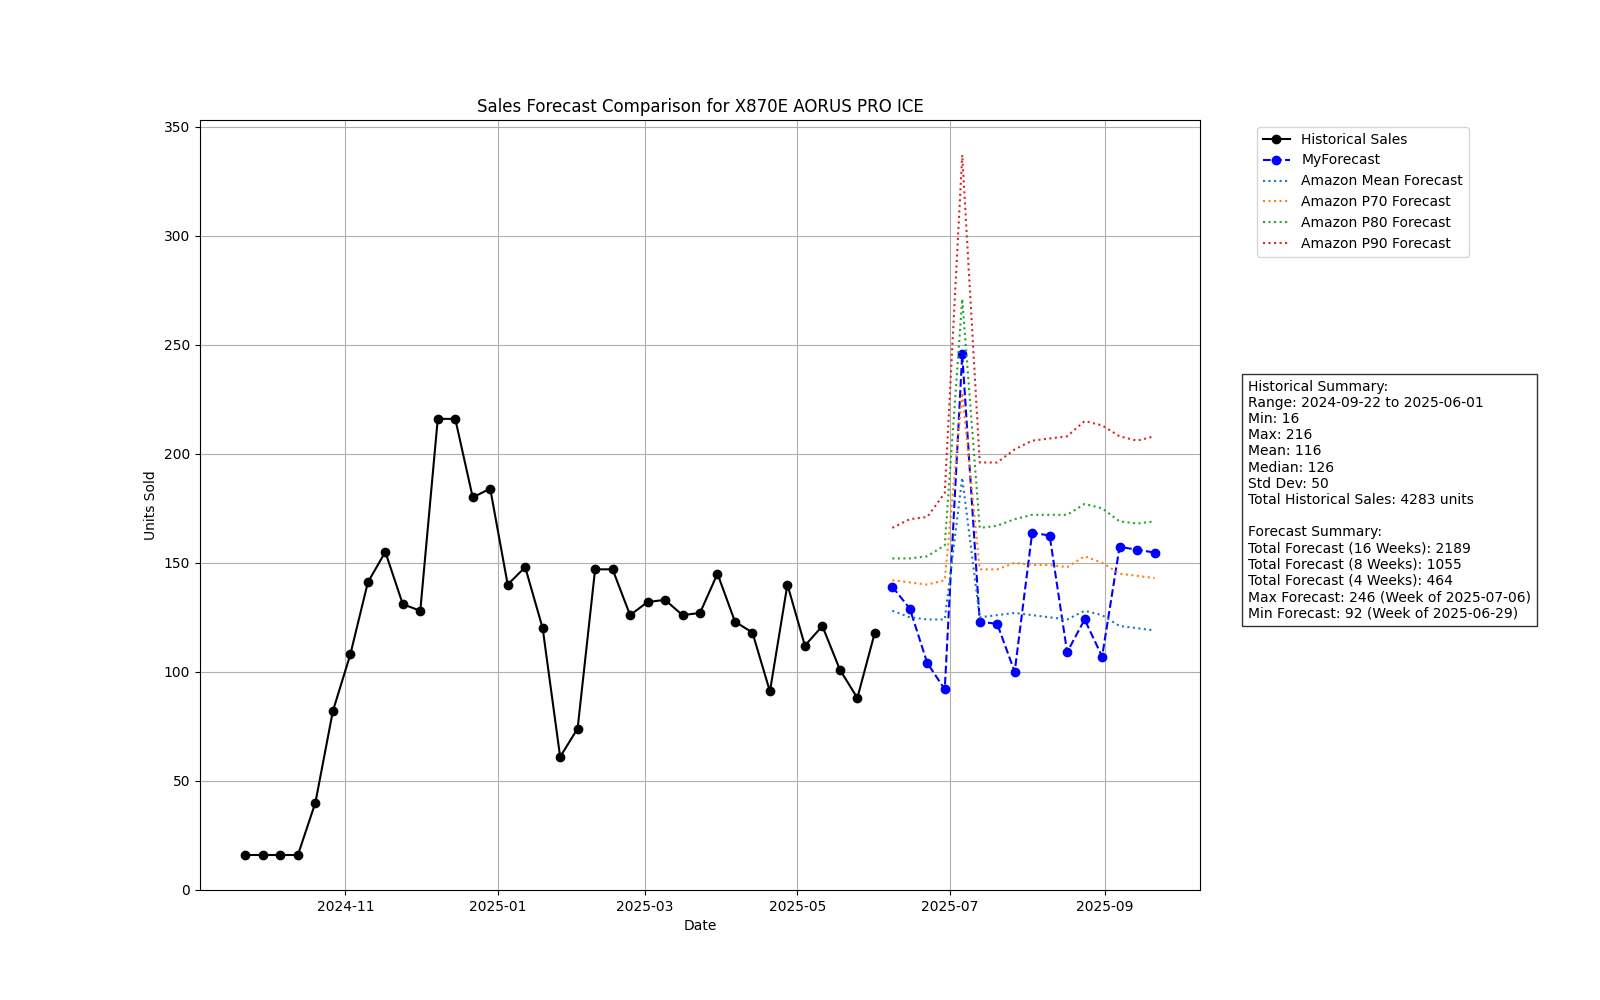 Sales Forecast Comparison for X870E AORUS PRO ICE
350
300
250
200
150
100
50
0
Units Sold
2024-11
2025-01
2025-03
2025-05
2025-07
2025-09
Date
Historical Sales
MyForecast
Amazon Mean Forecast
Amazon P70 Forecast
Amazon P80 Forecast
Amazon P90 Forecast
Historical Summary:
Range: 2024-09-22 to 2025-06-01
Min: 16
Max: 216
Mean: 116
Median: 126
Std Dev: 50
Total Historical Sales: 4283 units
Forecast Summary:
Total Forecast (16 Weeks): 2189
Total Forecast (8 Weeks): 1055
Total Forecast (4 Weeks): 464
Max Forecast: 246 (Week of 2025-07-06)
Min Forecast: 92 (Week of 2025-06-29)